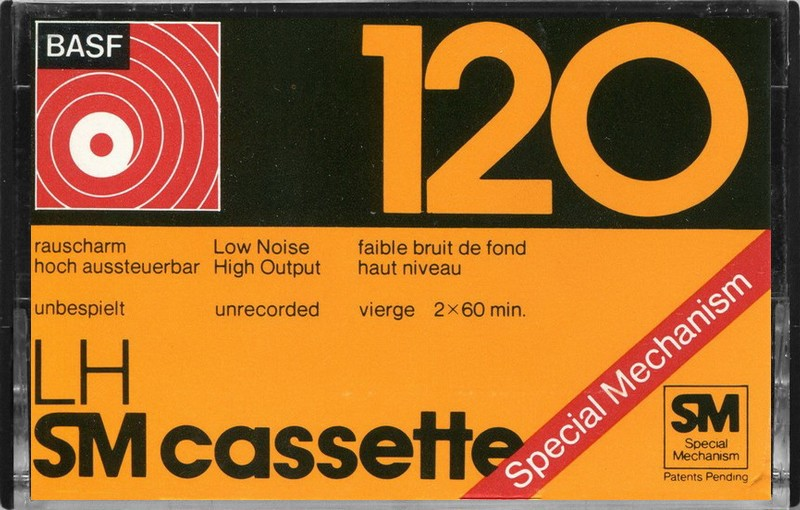 BASF
120
rauscharm Low Noise faible bruit de fond
hoch aussteuerbar High Output haut niveau
unbespielt unrecorded vierge 2×60 min.
LH
SM cassette
Special Mechanism
SM
Special
Mechanism
Patents Pending